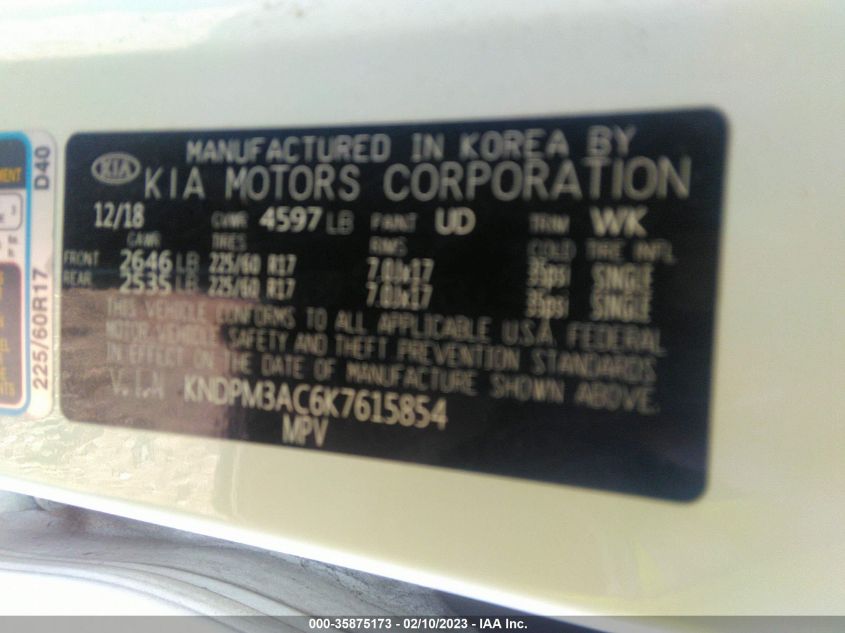 MANUFACTURED IN KOREA BY
KIA KIA MOTORS CORPORATION
12/18 GVWR 4597 LB PAINT UD TRIM WK
GAWR TIRES RIMS COLD TIRE INFL
FRONT 2646 LB 225/60 R17 7.0Jx17 35psi SINGLE
REAR 2535 LB 225/60 R17 7.0Jx17 35psi SINGLE
THIS VEHICLE CONFORMS TO ALL APPLICABLE U.S.A. FEDERAL
MOTOR VEHICLE SAFETY AND THEFT PREVENTION STANDARDS
IN EFFECT ON THE DATE OF MANUFACTURE SHOWN ABOVE.
V.I.N KNDPM3AC6K7615854
MPV
D40
225/60R17
000-35875173 - 02/10/2023 - IAA Inc.